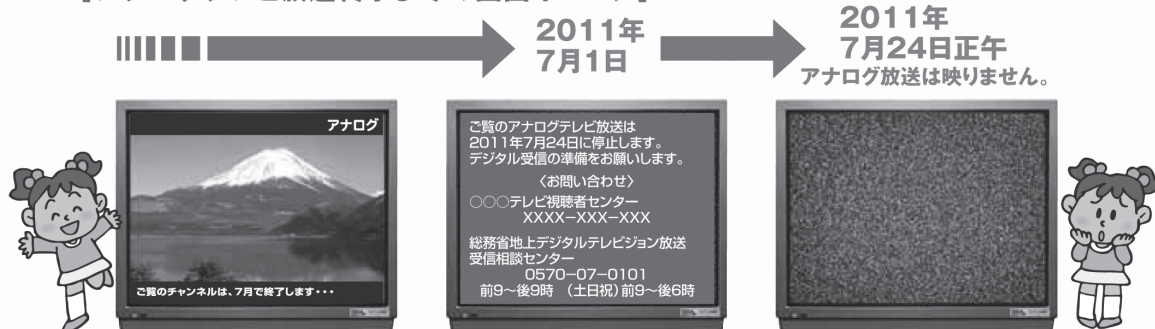 2011年
7月1日
2011年
7月24日正午
アナログ放送は映りません。
アナログ
ご覧のチャンネルは、7月で終了します・・・
ご覧のアナログテレビ放送は
2011年7月24日に停止します。
デジタル受信の準備をお願いします。
〈お問い合わせ〉
○○○テレビ視聴者センター
XXXX−XXX−XXX
総務省地上デジタルテレビジョン放送
受信相談センター
0570−07−0101
前9〜後9時 （土日祝）前9〜後6時